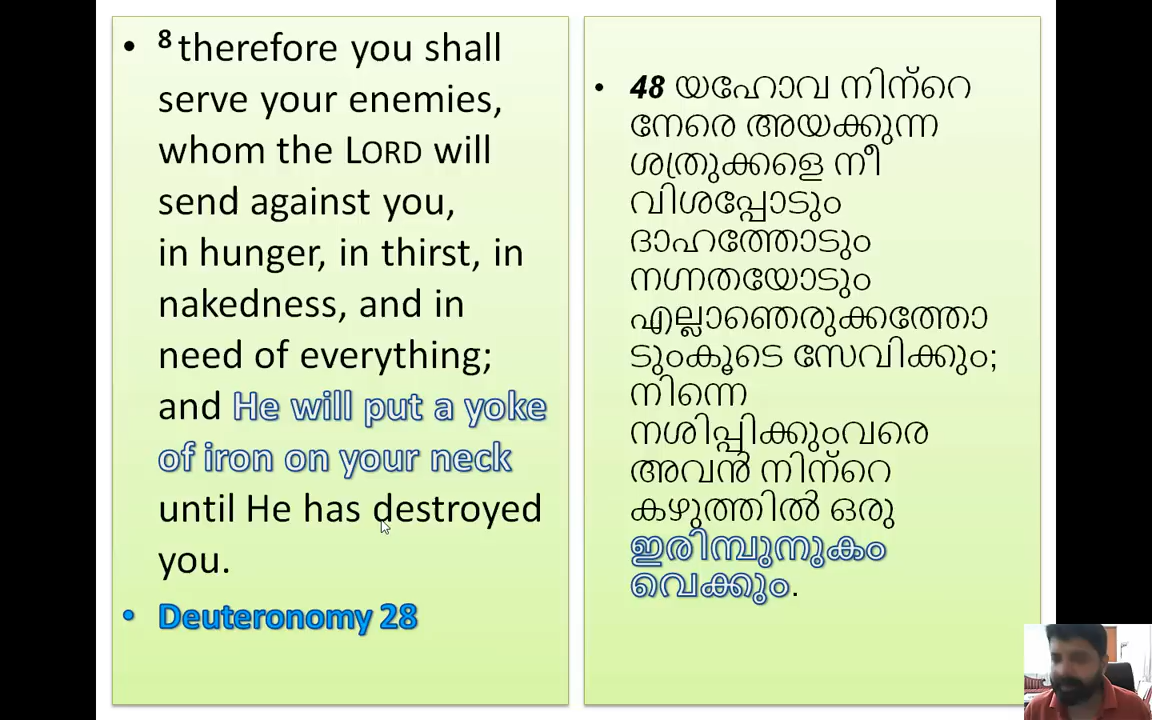 • 8 therefore you shall
serve your enemies,
whom the LORD will
send against you,
in hunger, in thirst, in
nakedness, and in
need of everything;
and He will put a yoke
of iron on your neck
until He has destroyed
you.
• Deuteronomy 28
• 48 യഹോവ നിന്റെ
നേരെ അയക്കുന്ന
ശത്രുക്കളെ നീ
വിശപ്പോടും
ദാഹത്തോടും
നഗ്നതയോടും
എല്ലാഞെരുക്കത്തോ
ടുംകൂടെ സേവിക്കും;
നിന്നെ
നശിപ്പിക്കുംവരെ
അവൻ നിന്റെ
കഴുത്തിൽ ഒരു
ഇരിമ്പുനുകം
വെക്കും.